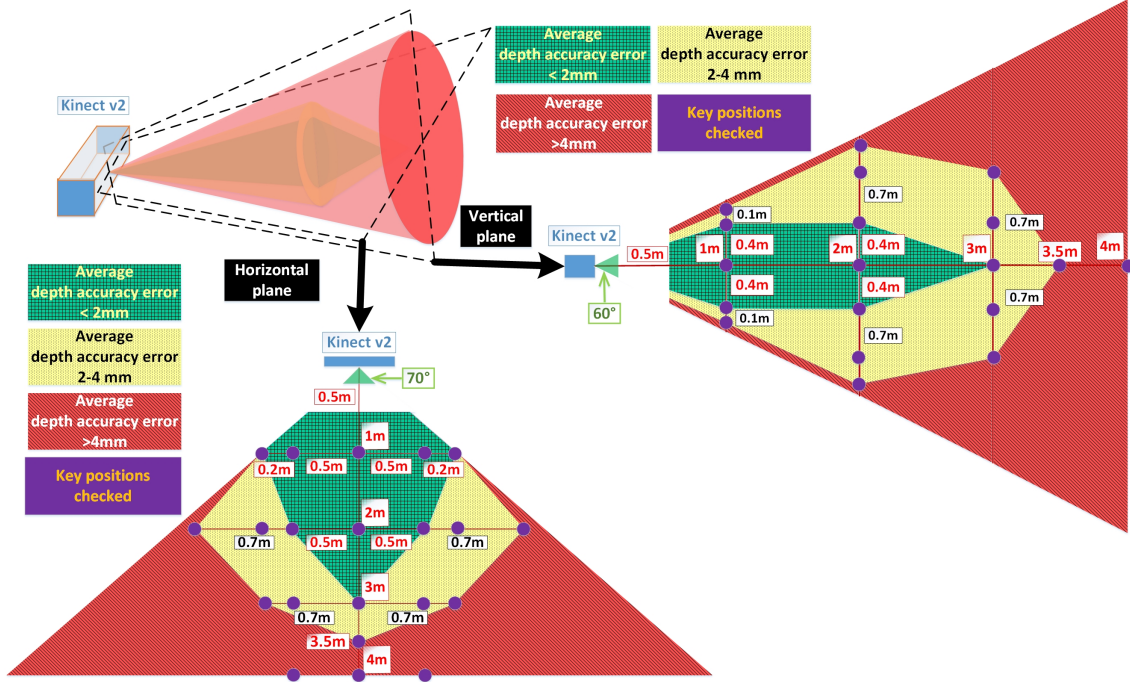 Kinect v2
Average
depth accuracy error
< 2mm
Average
depth accuracy error
2-4 mm
Average
depth accuracy error
>4mm
Key positions
checked
Vertical
plane
Kinect v2
0.5m
60°
0.1m
0.7m
0.7m
1m
0.4m
2m
0.4m
3m
3.5m
4m
0.4m
0.4m
0.7m
0.1m
0.7m
Horizontal
plane
Average
depth accuracy error
< 2mm
Average
depth accuracy error
2-4 mm
Average
depth accuracy error
>4mm
Key positions
checked
Kinect v2
70°
0.5m
1m
0.2m
0.5m
0.5m
0.2m
2m
0.7m
0.5m
0.5m
0.7m
3m
0.7m
0.7m
3.5m
4m